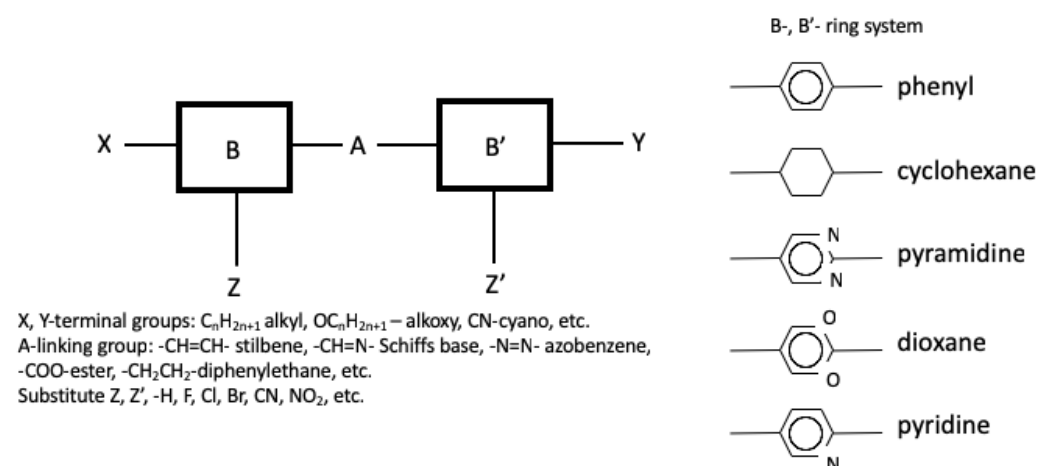 B-, B'- ring system
phenyl
X
B
A
B'
Y
cyclohexane
N
pyramidine
N
Z
Z'
X, Y-terminal groups: CₙH₂ₙ₊₁ alkyl, OCₙH₂ₙ₊₁ – alkoxy, CN-cyano, etc.
A-linking group: -CH=CH- stilbene, -CH=N- Schiffs base, -N=N- azobenzene,
-COO-ester, -CH₂CH₂-diphenylethane, etc.
Substitute Z, Z', -H, F, Cl, Br, CN, NO₂, etc.
O
dioxane
O
pyridine
N